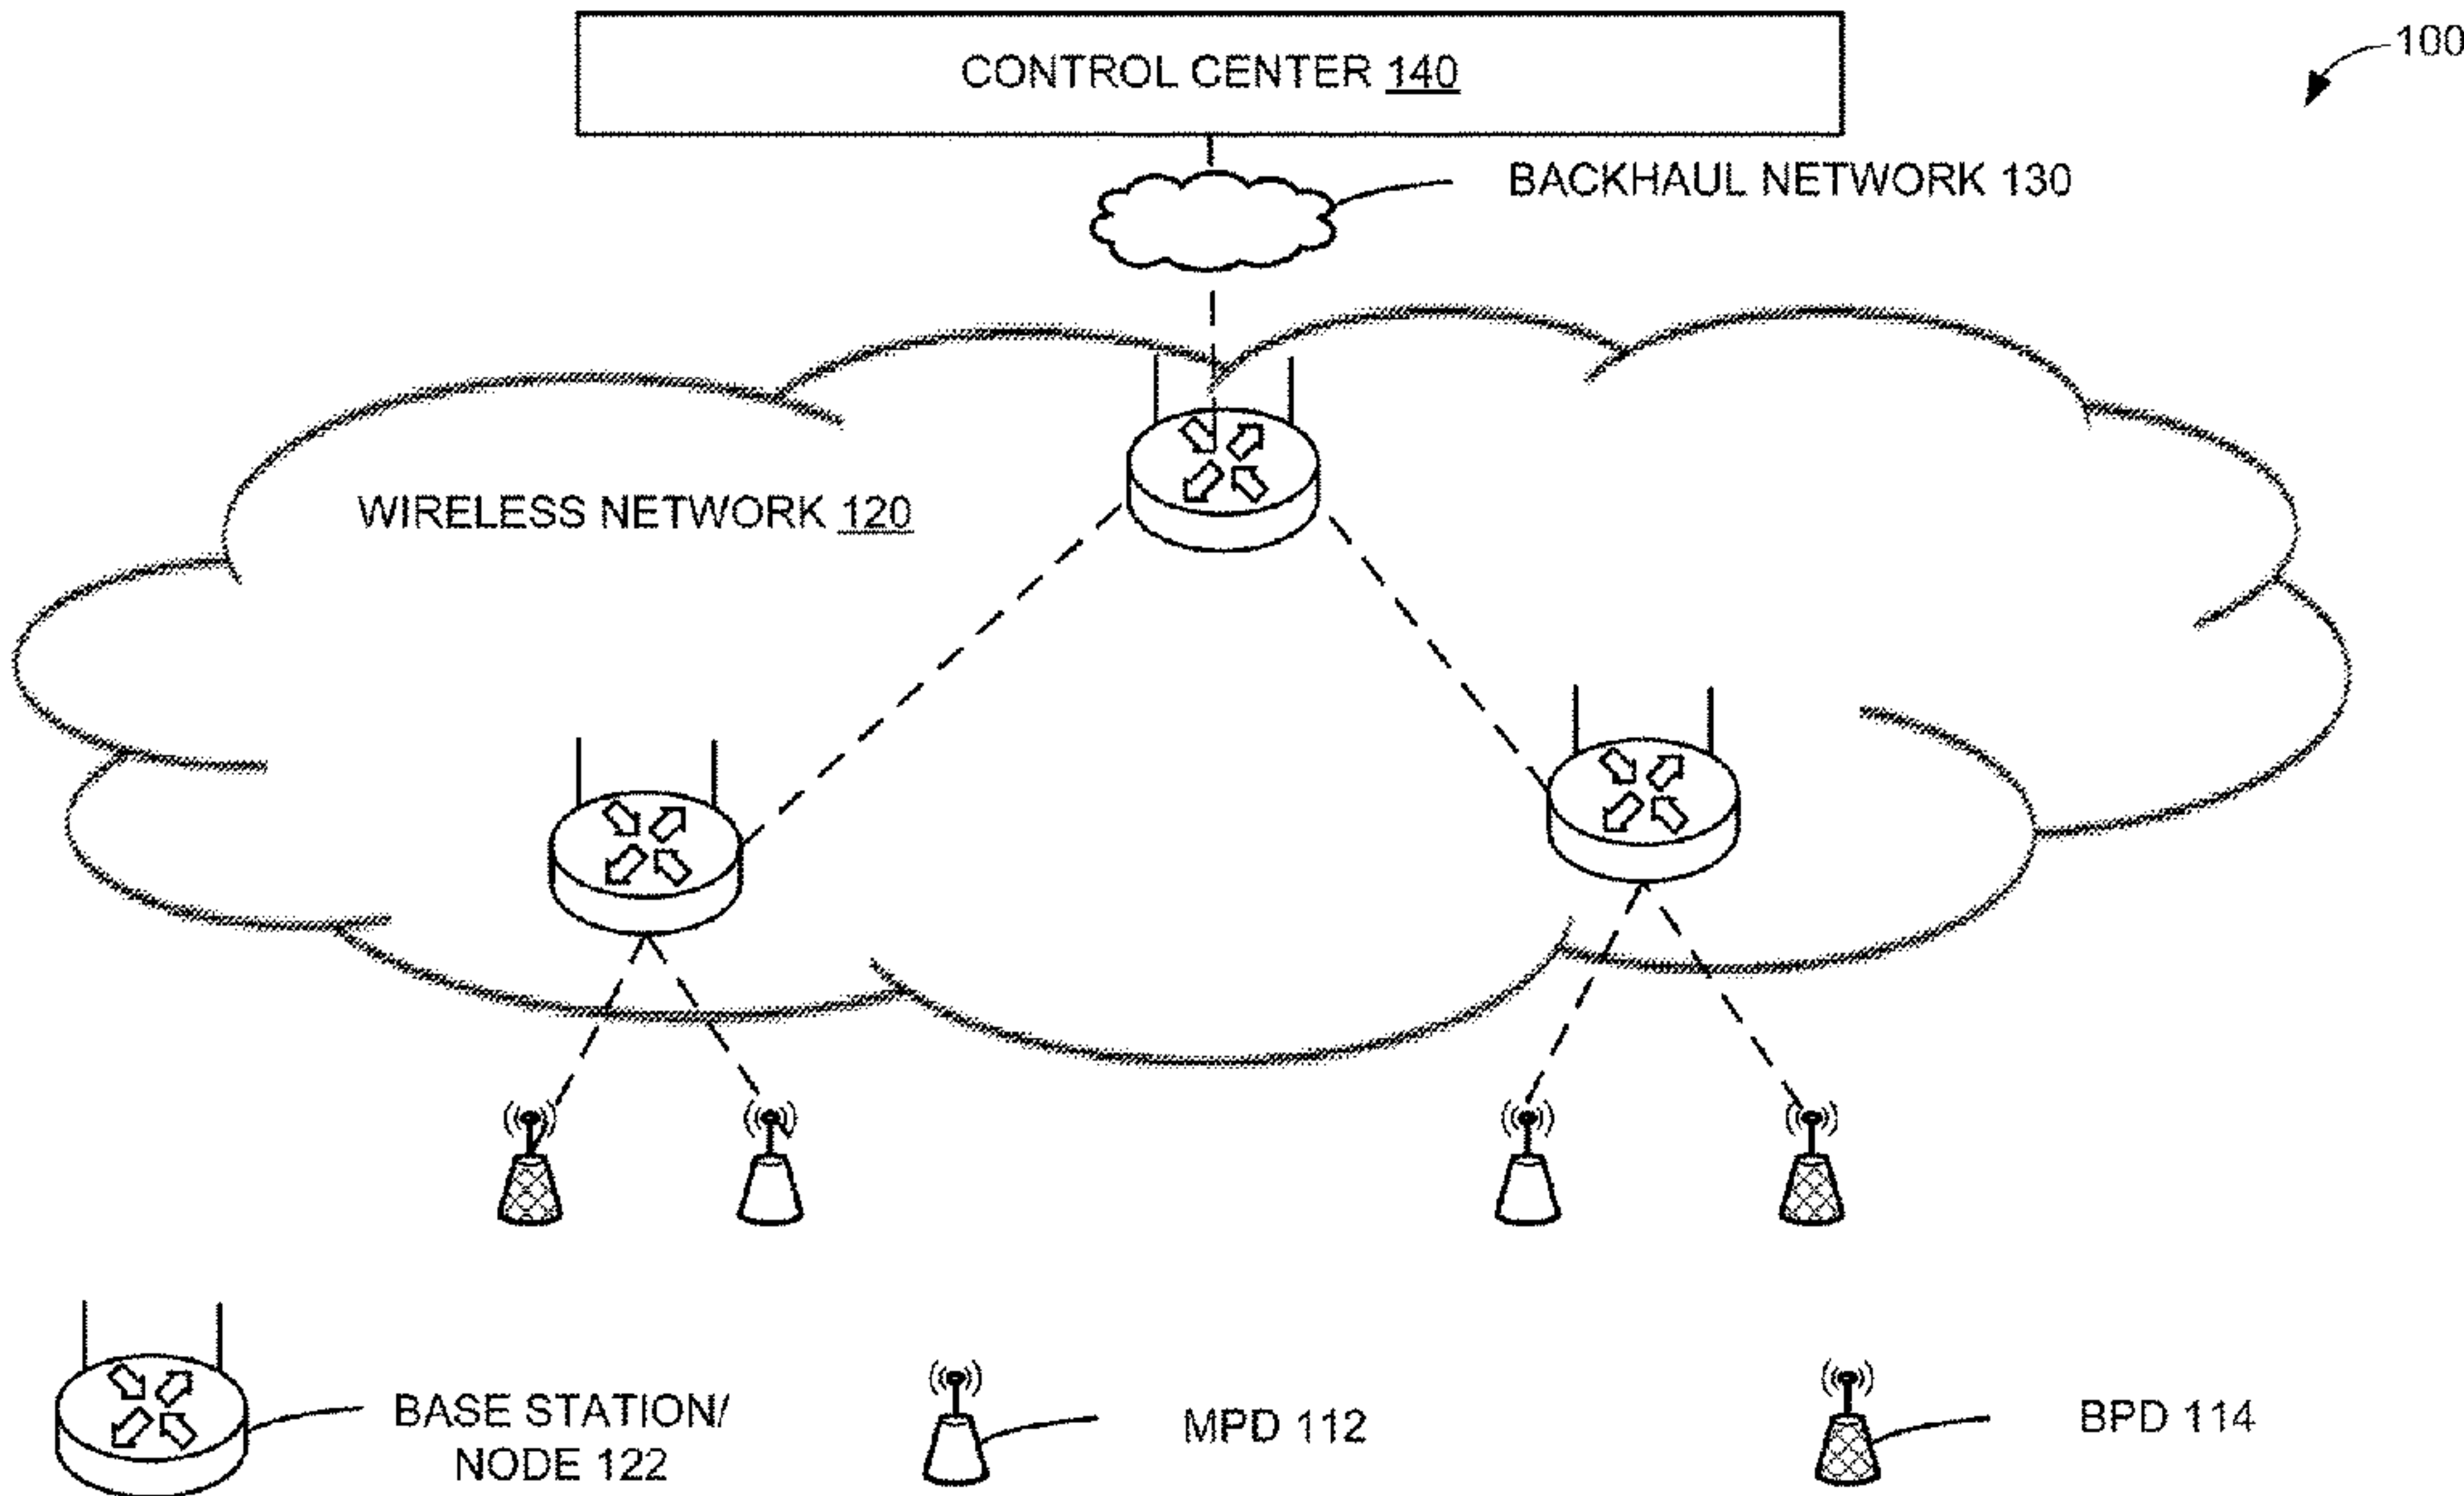 CONTROL CENTER 140
100
BACKHAUL NETWORK 130
WIRELESS NETWORK 120
BASE STATION/
NODE 122
MPD 112
BPD 114